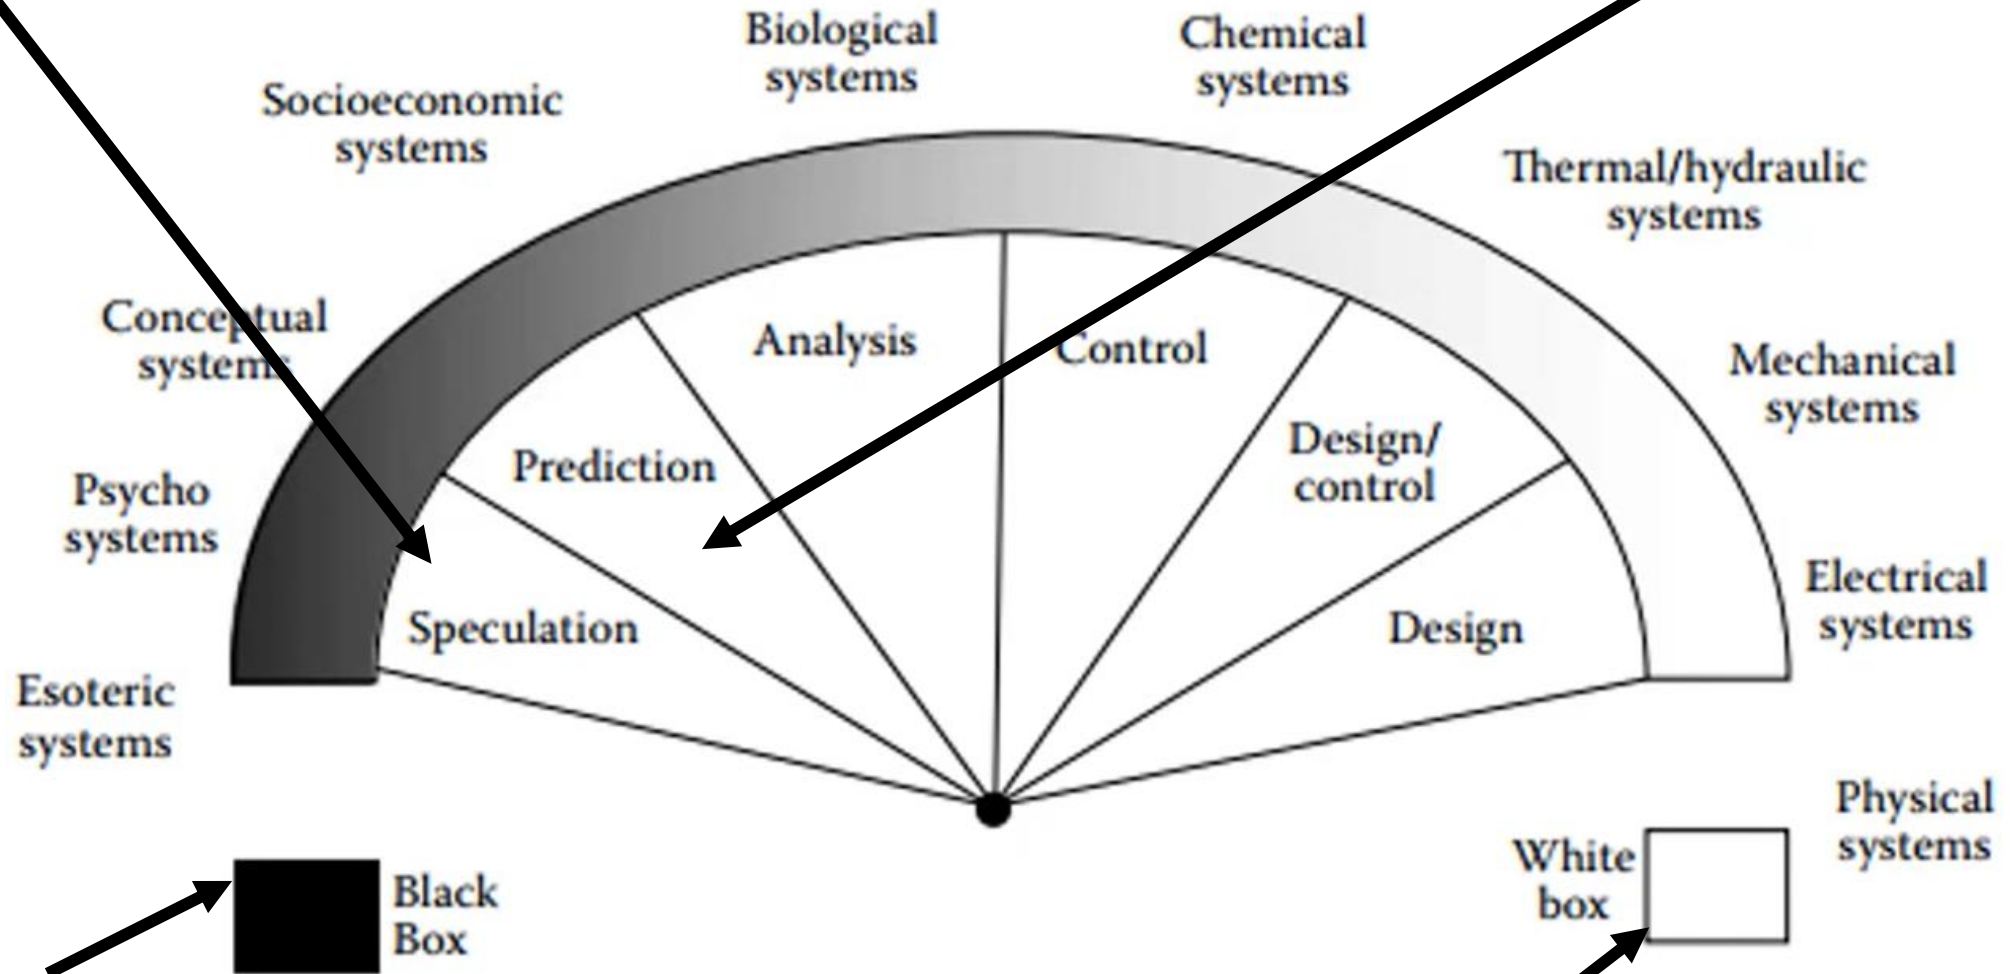 Biological
systems
Chemical
systems
Socioeconomic
systems
Thermal/hydraulic
systems
Conceptual
systems
Analysis
Control
Mechanical
systems
Prediction
Design/
control
Psycho
systems
Electrical
systems
Speculation
Design
Esoteric
systems
Physical
systems
White
box
Black
Box